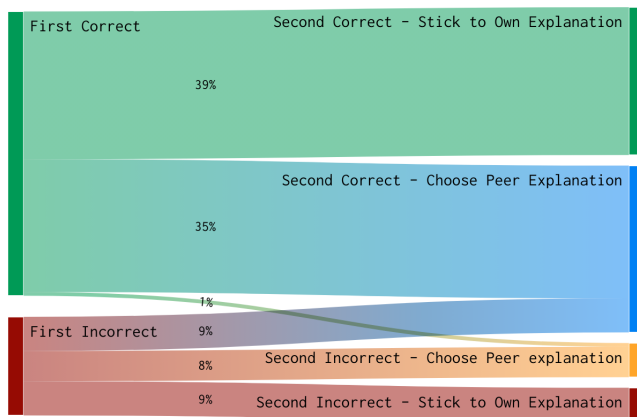 First Correct
Second Correct – Stick to Own Explanation
39%
Second Correct – Choose Peer Explanation
35%
1%
First Incorrect
9%
Second Incorrect – Choose Peer explanation
8%
9%
Second Incorrect – Stick to Own Explanation